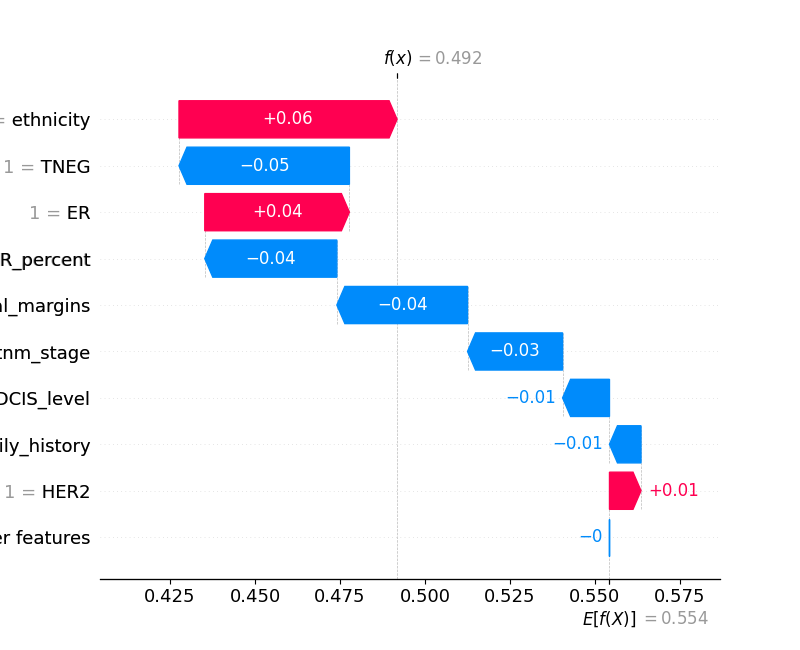 f(x) = 0.492
= ethnicity
+0.06
1 = TNEG
−0.05
1 = ER
+0.04
R_percent
−0.04
al_margins
−0.04
tnm_stage
−0.03
DCIS_level
−0.01
ily_history
−0.01
1 = HER2
+0.01
er features
−0
0.425 0.450 0.475 0.500 0.525 0.550 0.575
E[f(X)] = 0.554